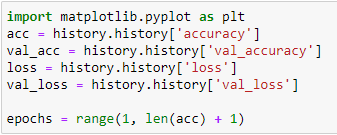 import matplotlib.pyplot as plt
acc = history.history['accuracy']
val_acc = history.history['val_accuracy']
loss = history.history['loss']
val_loss = history.history['val_loss']
epochs = range(1, len(acc) + 1)